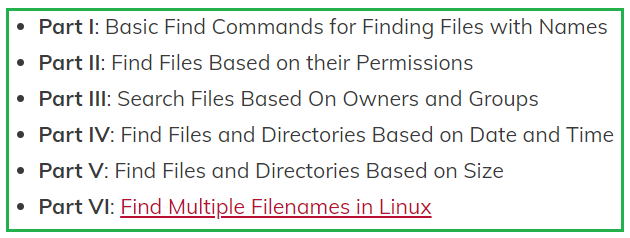 • Part I: Basic Find Commands for Finding Files with Names
• Part II: Find Files Based on their Permissions
• Part III: Search Files Based On Owners and Groups
• Part IV: Find Files and Directories Based on Date and Time
• Part V: Find Files and Directories Based on Size
• Part VI: Find Multiple Filenames in Linux